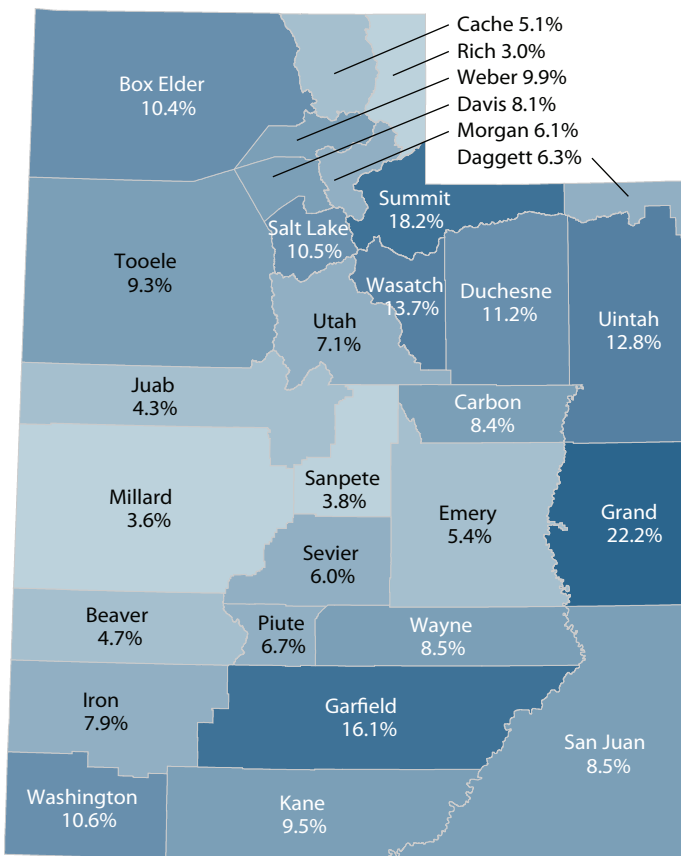 Cache 5.1%
Rich 3.0%
Weber 9.9%
Davis 8.1%
Morgan 6.1%
Daggett 6.3%
Box Elder
10.4%
Summit
18.2%
Salt Lake
10.5%
Tooele
9.3%
Wasatch
13.7%
Duchesne
11.2%
Uintah
12.8%
Utah
7.1%
Juab
4.3%
Carbon
8.4%
Millard
3.6%
Sanpete
3.8%
Emery
5.4%
Grand
22.2%
Sevier
6.0%
Beaver
4.7%
Piute
6.7%
Wayne
8.5%
Iron
7.9%
Garfield
16.1%
San Juan
8.5%
Washington
10.6%
Kane
9.5%